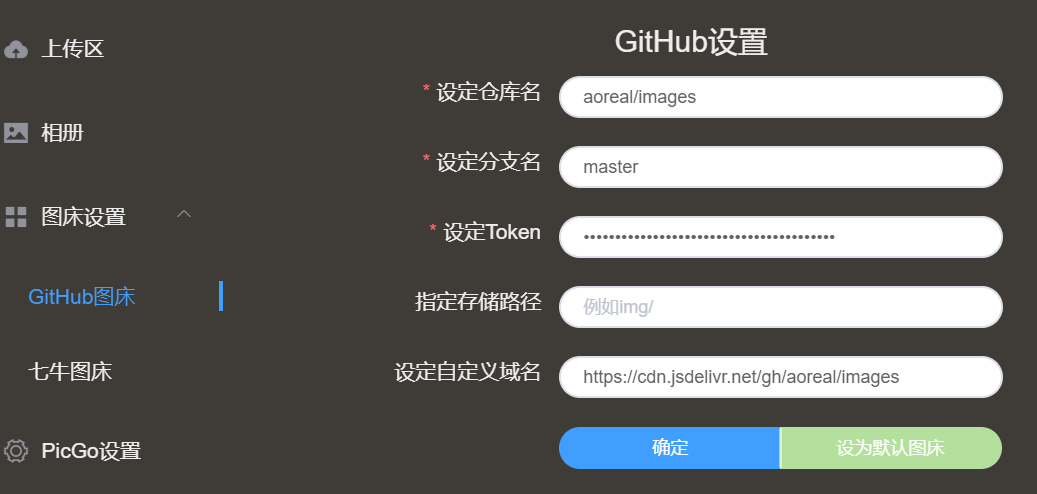 上传区
相册
图床设置
GitHub图床
七牛图床
PicGo设置
GitHub设置
* 设定仓库名 aoreal/images
* 设定分支名 master
* 设定Token ••••••••••••••••••••••••••••••••••••••••
指定存储路径 例如img/
设定自定义域名 https://cdn.jsdelivr.net/gh/aoreal/images
确定 设为默认图床